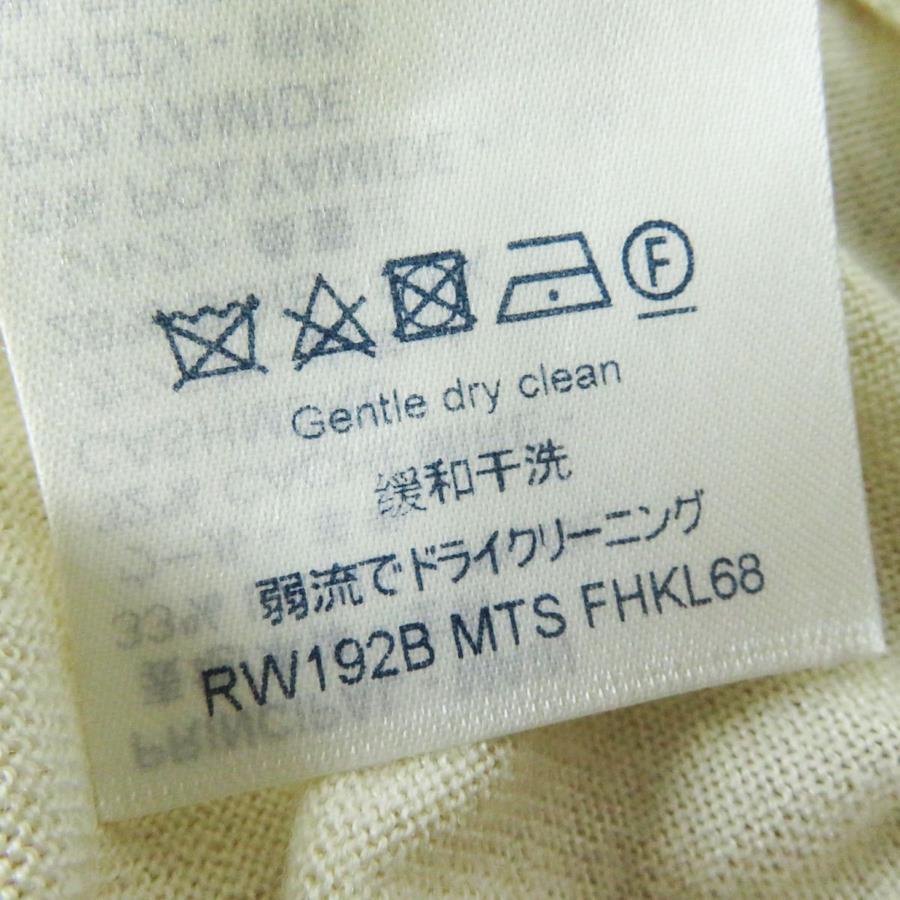 F
Gentle dry clean
缓和干洗
弱流でドライクリーニング
RW192B MTS FHKL68